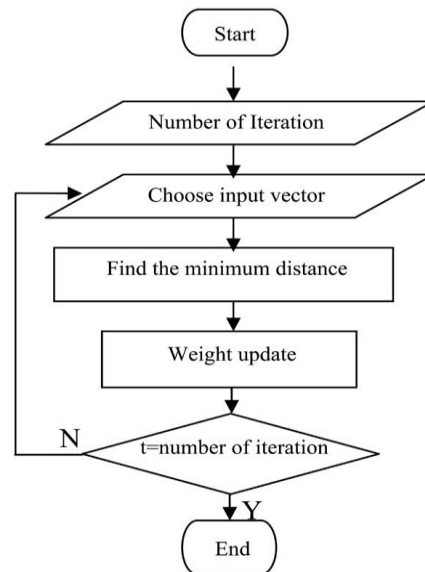 Start
Number of Iteration
Choose input vector
Find the minimum distance
Weight update
t=number of iteration
N
Y
End